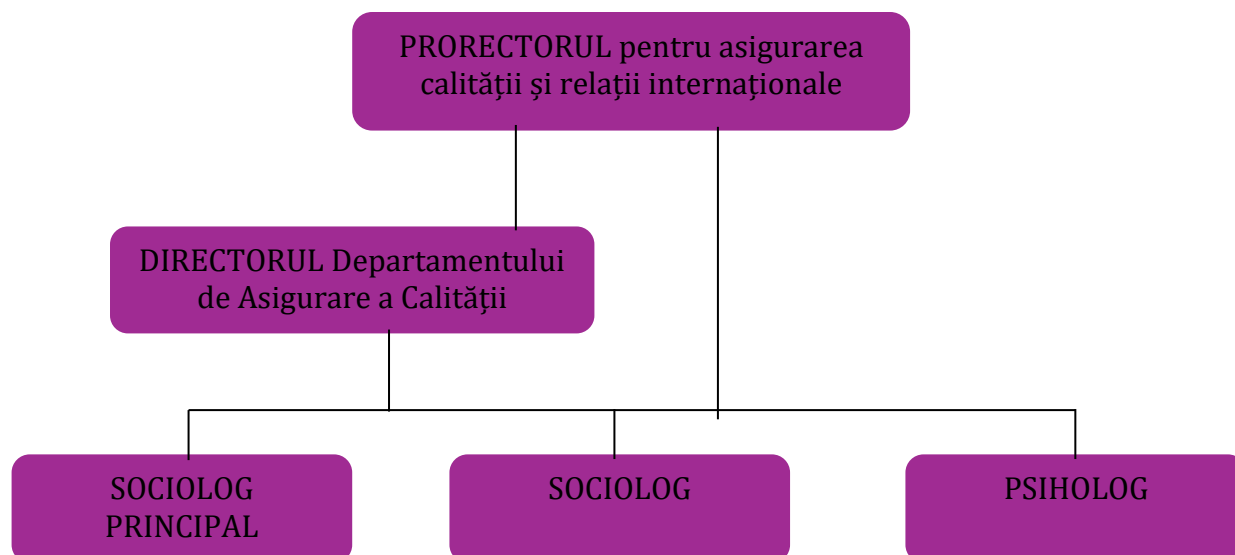 PRORECTORUL pentru asigurarea
calității și relații internaționale
DIRECTORUL Departamentului
de Asigurare a Calității
SOCIOLOG
PRINCIPAL
SOCIOLOG
PSIHOLOG